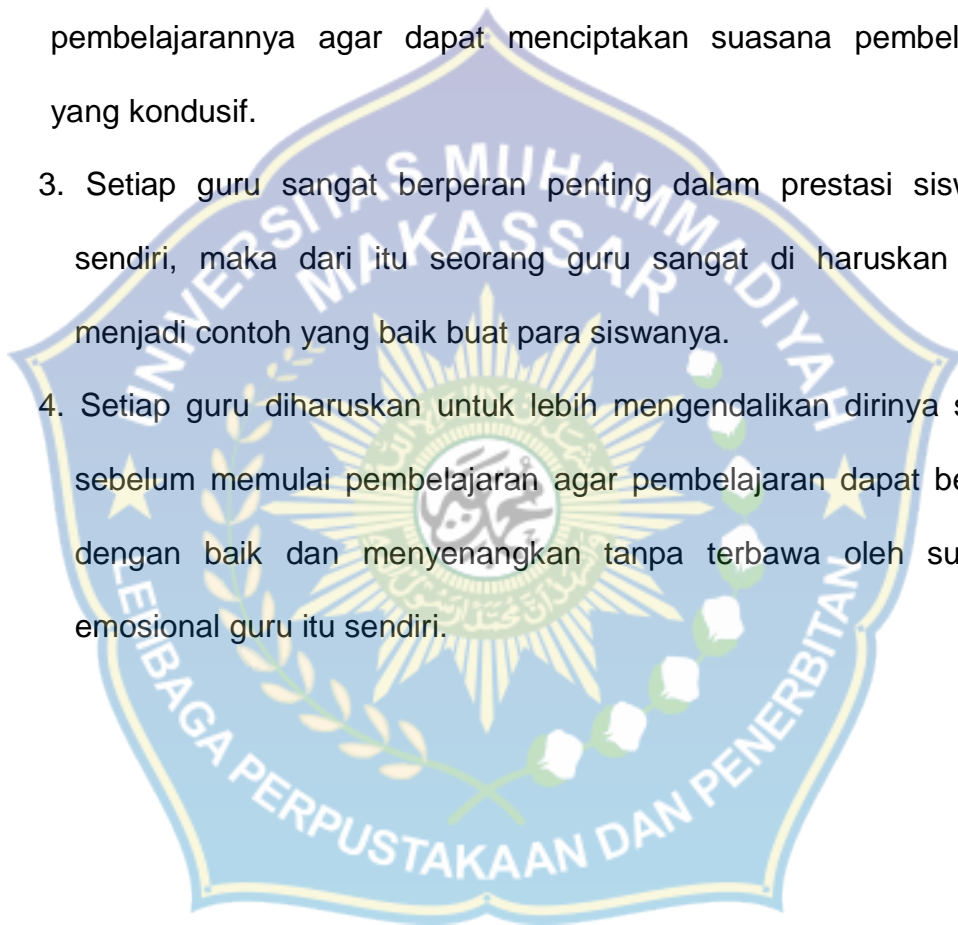 pembelajarannya agar dapat menciptakan suasana pembel
yang kondusif.
3. Setiap guru sangat berperan penting dalam prestasi sisw
sendiri, maka dari itu seorang guru sangat di haruskan
menjadi contoh yang baik buat para siswanya.
4. Setiap guru diharuskan untuk lebih mengendalikan dirinya s
sebelum memulai pembelajaran agar pembelajaran dapat be
dengan baik dan menyenangkan tanpa terbawa oleh su
emosional guru itu sendiri.
UNIVERSITAS MUHAMMADIYAH
MAKASSAR
LEMBAGA PERPUSTAKAAN DAN PENERBITAN